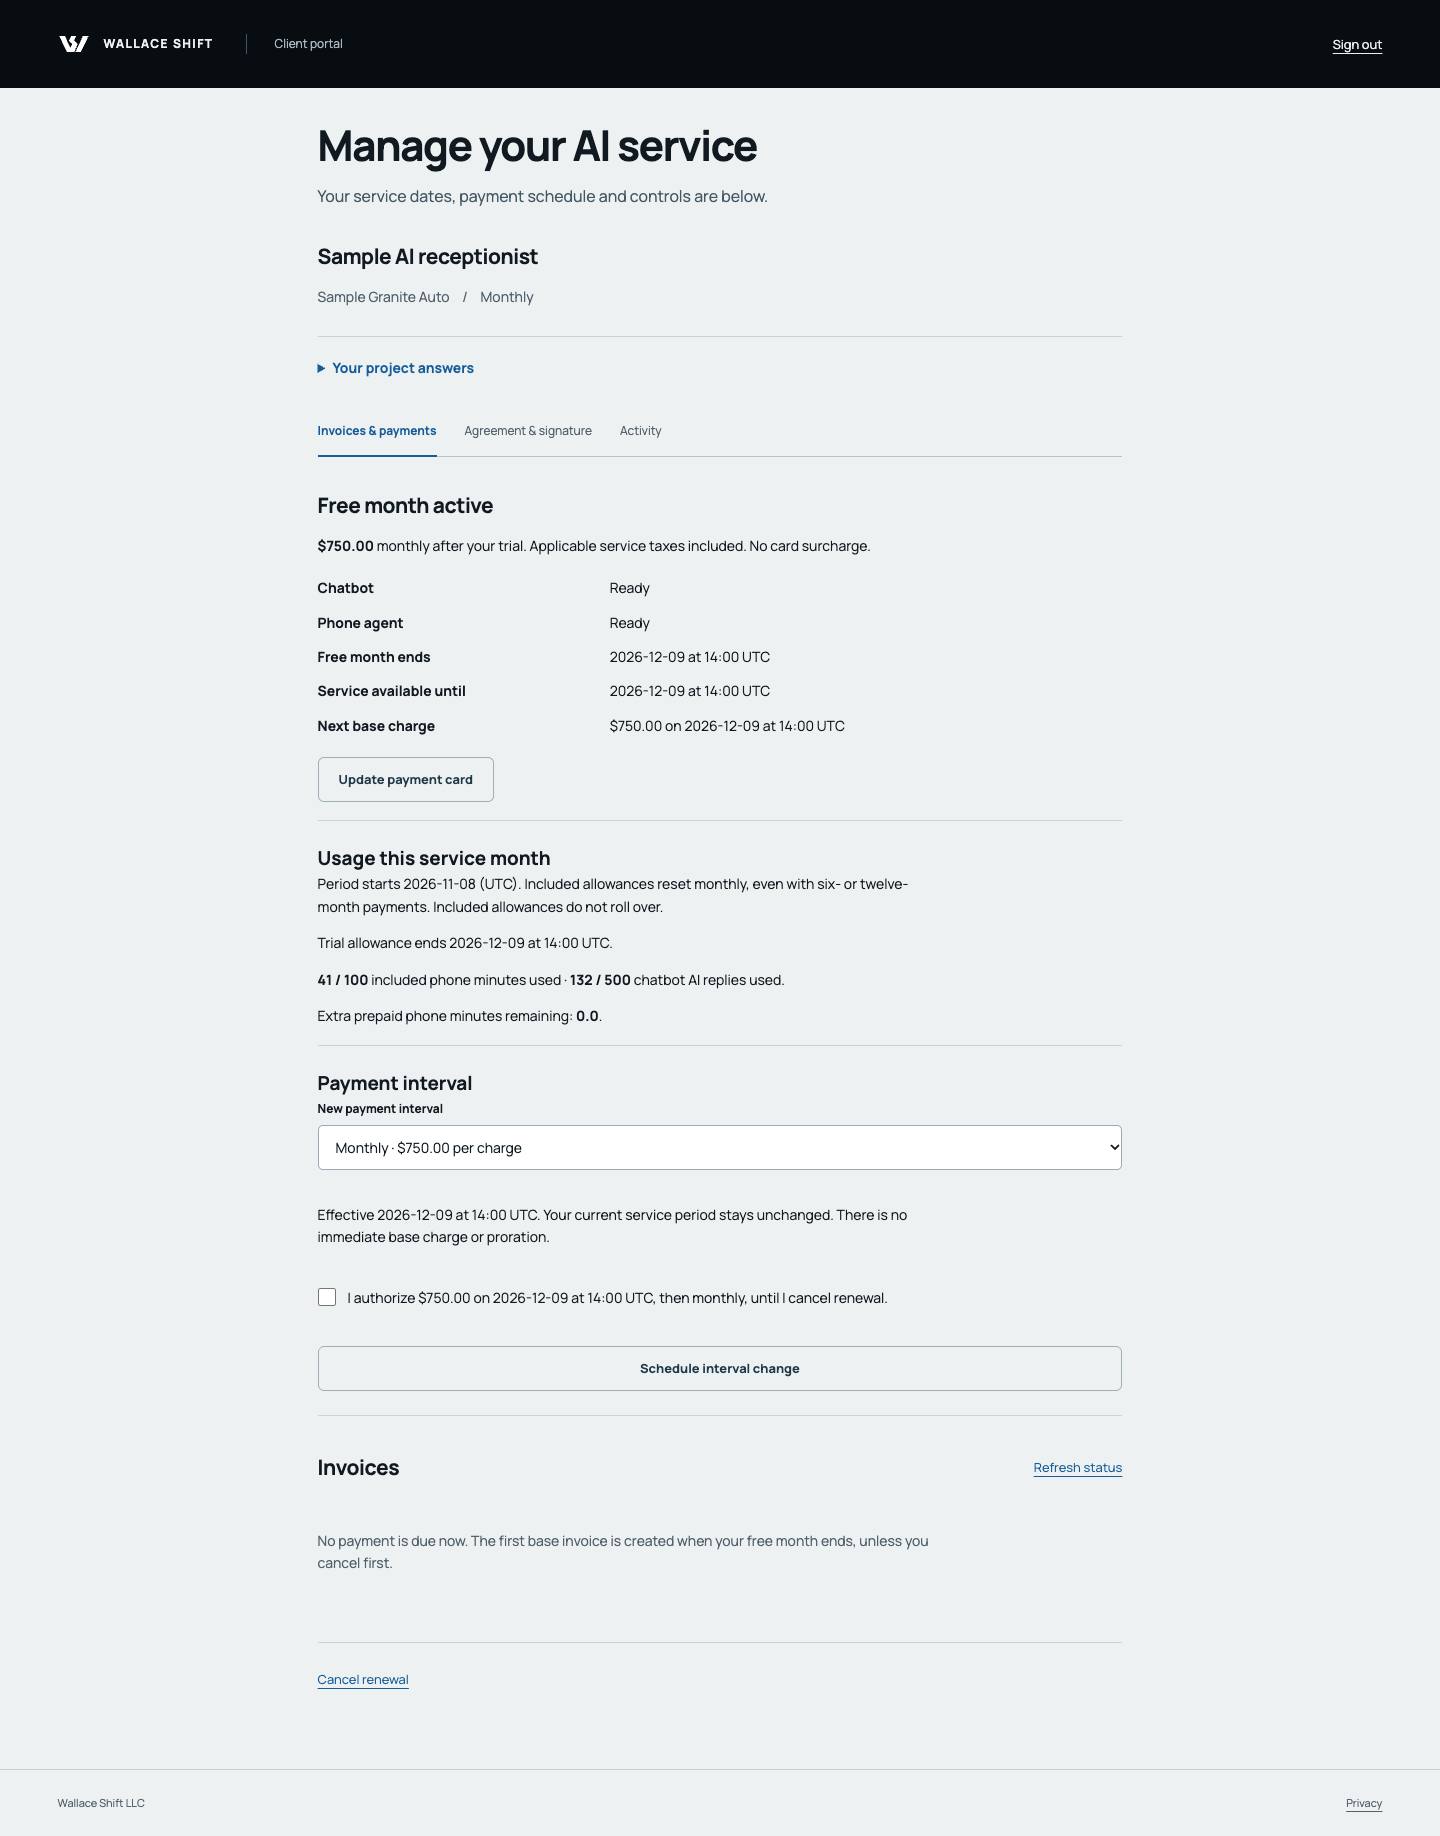 WALLACE SHIFT
Client portal
Sign out
Manage your AI service
Your service dates, payment schedule and controls are below.
Sample AI receptionist
Sample Granite Auto / Monthly
Your project answers
Invoices & payments
Agreement & signature
Activity
Free month active
$750.00 monthly after your trial. Applicable service taxes included. No card surcharge.
Chatbot Ready
Phone agent Ready
Free month ends 2026-12-09 at 14:00 UTC
Service available until 2026-12-09 at 14:00 UTC
Next base charge $750.00 on 2026-12-09 at 14:00 UTC
Update payment card
Usage this service month
Period starts 2026-11-08 (UTC). Included allowances reset monthly, even with six- or twelve-
month payments. Included allowances do not roll over.
Trial allowance ends 2026-12-09 at 14:00 UTC.
41 / 100 included phone minutes used · 132 / 500 chatbot AI replies used.
Extra prepaid phone minutes remaining: 0.0.
Payment interval
New payment interval
Monthly · $750.00 per charge
Effective 2026-12-09 at 14:00 UTC. Your current service period stays unchanged. There is no
immediate base charge or proration.
I authorize $750.00 on 2026-12-09 at 14:00 UTC, then monthly, until I cancel renewal.
Schedule interval change
Invoices
Refresh status
No payment is due now. The first base invoice is created when your free month ends, unless you
cancel first.
Cancel renewal
Wallace Shift LLC
Privacy